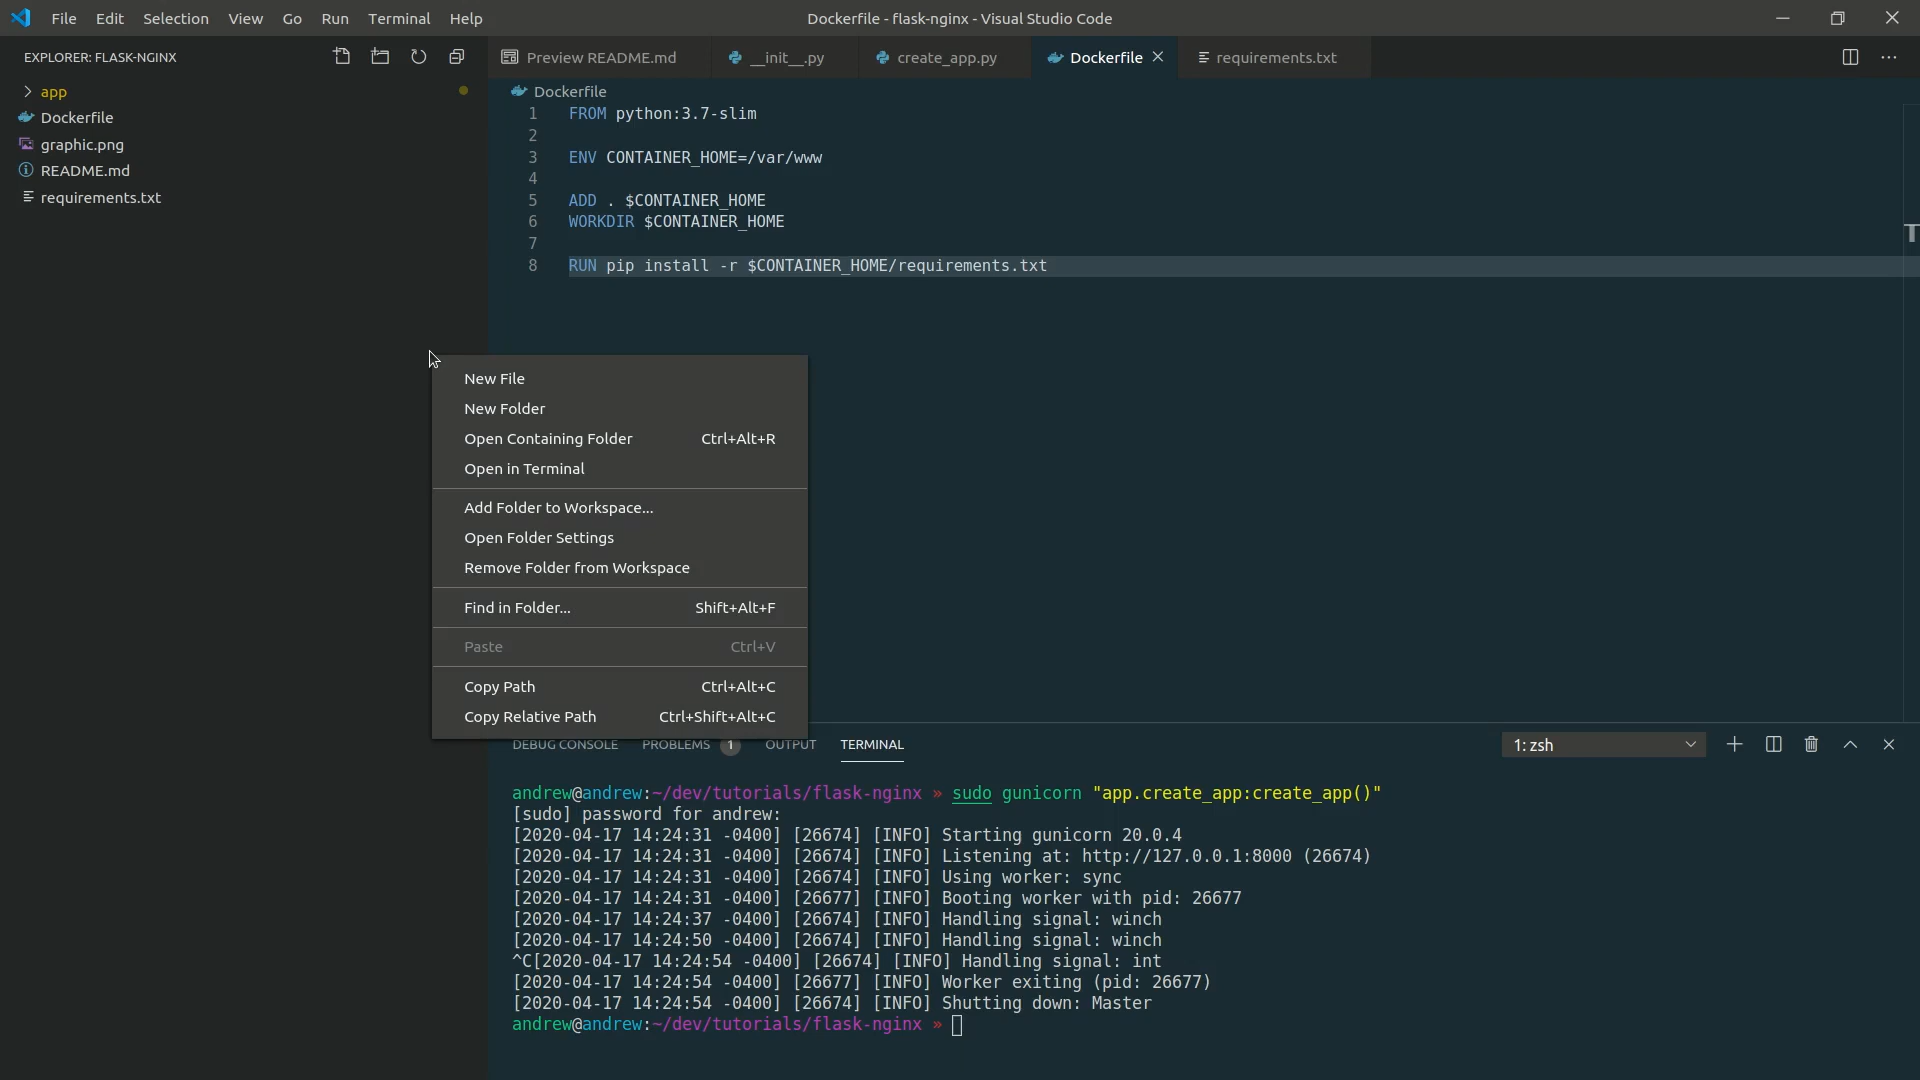 File Edit Selection View Go Run Terminal Help
Dockerfile - flask-nginx - Visual Studio Code
EXPLORER: FLASK-NGINX
app
Dockerfile
graphic.png
README.md
requirements.txt
Preview README.md __init__.py create_app.py Dockerfile requirements.txt
Dockerfile
1 FROM python:3.7-slim
2
3 ENV CONTAINER_HOME=/var/www
4
5 ADD . $CONTAINER_HOME
6 WORKDIR $CONTAINER_HOME
7
8 RUN pip install -r $CONTAINER_HOME/requirements.txt
T
New File
New Folder
Open Containing Folder Ctrl+Alt+R
Open in Terminal
Add Folder to Workspace...
Open Folder Settings
Remove Folder from Workspace
Find in Folder... Shift+Alt+F
Paste Ctrl+V
Copy Path Ctrl+Alt+C
Copy Relative Path Ctrl+Shift+Alt+C
DEBUG CONSOLE PROBLEMS 1 OUTPUT TERMINAL 1: zsh
andrew@andrew:~/dev/tutorials/flask-nginx » sudo gunicorn "app.create_app:create_app()"
[sudo] password for andrew:
[2020-04-17 14:24:31 -0400] [26674] [INFO] Starting gunicorn 20.0.4
[2020-04-17 14:24:31 -0400] [26674] [INFO] Listening at: http://127.0.0.1:8000 (26674)
[2020-04-17 14:24:31 -0400] [26674] [INFO] Using worker: sync
[2020-04-17 14:24:31 -0400] [26677] [INFO] Booting worker with pid: 26677
[2020-04-17 14:24:37 -0400] [26674] [INFO] Handling signal: winch
[2020-04-17 14:24:50 -0400] [26674] [INFO] Handling signal: winch
^C[2020-04-17 14:24:54 -0400] [26674] [INFO] Handling signal: int
[2020-04-17 14:24:54 -0400] [26677] [INFO] Worker exiting (pid: 26677)
[2020-04-17 14:24:54 -0400] [26674] [INFO] Shutting down: Master
andrew@andrew:~/dev/tutorials/flask-nginx »